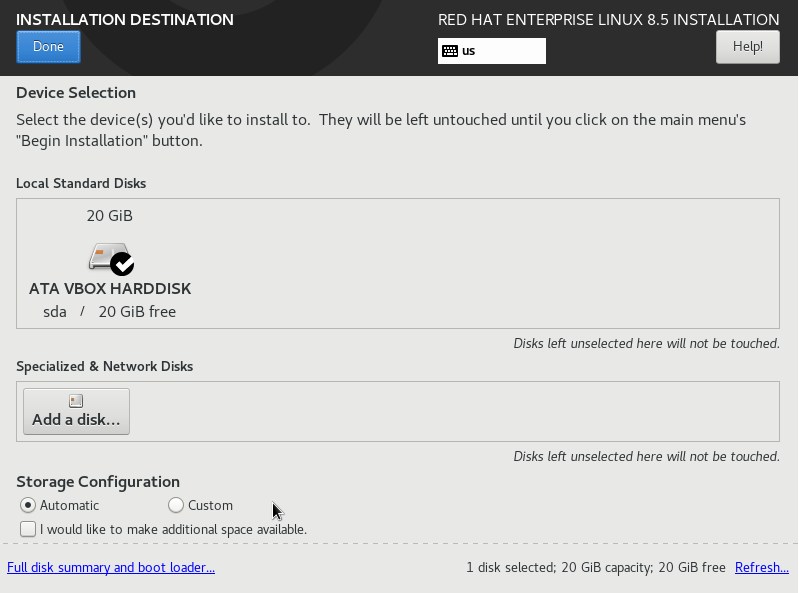 INSTALLATION DESTINATION
RED HAT ENTERPRISE LINUX 8.5 INSTALLATION
Done
us
Help!
Device Selection
Select the device(s) you'd like to install to.  They will be left untouched until you click on the main menu's
"Begin Installation" button.
Local Standard Disks
20 GiB
ATA VBOX HARDDISK
sda / 20 GiB free
Disks left unselected here will not be touched.
Specialized & Network Disks
Add a disk...
Disks left unselected here will not be touched.
Storage Configuration
Automatic Custom
I would like to make additional space available.
Full disk summary and boot loader... 1 disk selected; 20 GiB capacity; 20 GiB free Refresh...